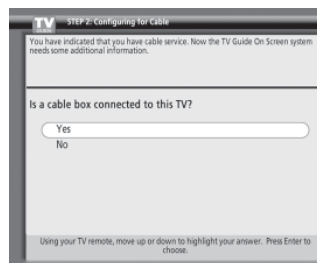 TV
GUIDE
STEP 2: Configuring for Cable
You have indicated that you have cable service. Now the TV Guide On Screen system
needs some additional information.
Is a cable box connected to this TV?
Yes
No
Using your TV remote, move up or down to highlight your answer. Press Enter to
choose.